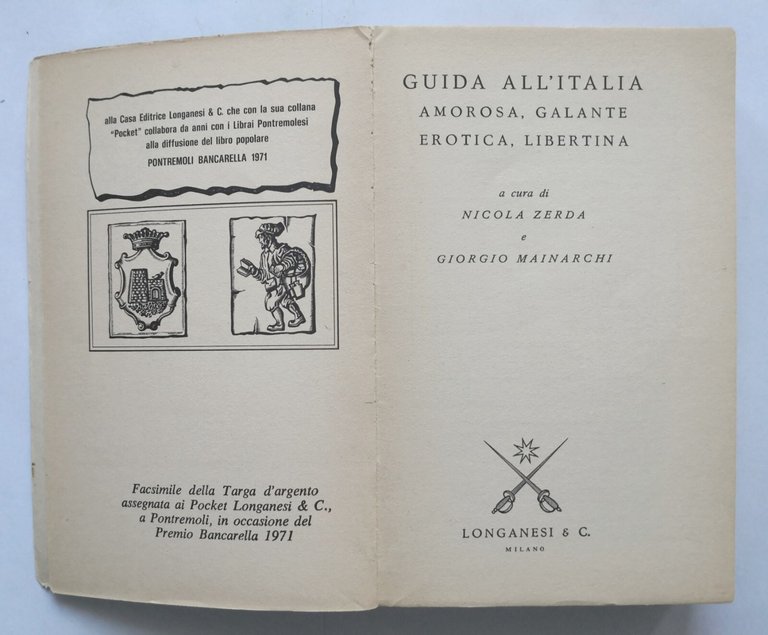 alla Casa Editrice Longanesi & C. che con la sua collana
"Pocket" collabora da anni con i Librai Pontremolesi
alla diffusione del libro popolare
PONTREMOLI BANCARELLA 1971
Facsimile della Targa d'argento
assegnata ai Pocket Longanesi & C.,
a Pontremoli, in occasione del
Premio Bancarella 1971
GUIDA ALL'ITALIA
AMOROSA, GALANTE
EROTICA, LIBERTINA
a cura di
NICOLA ZERDA
e
GIORGIO MAINARCHI
LONGANESI & C.
MILANO